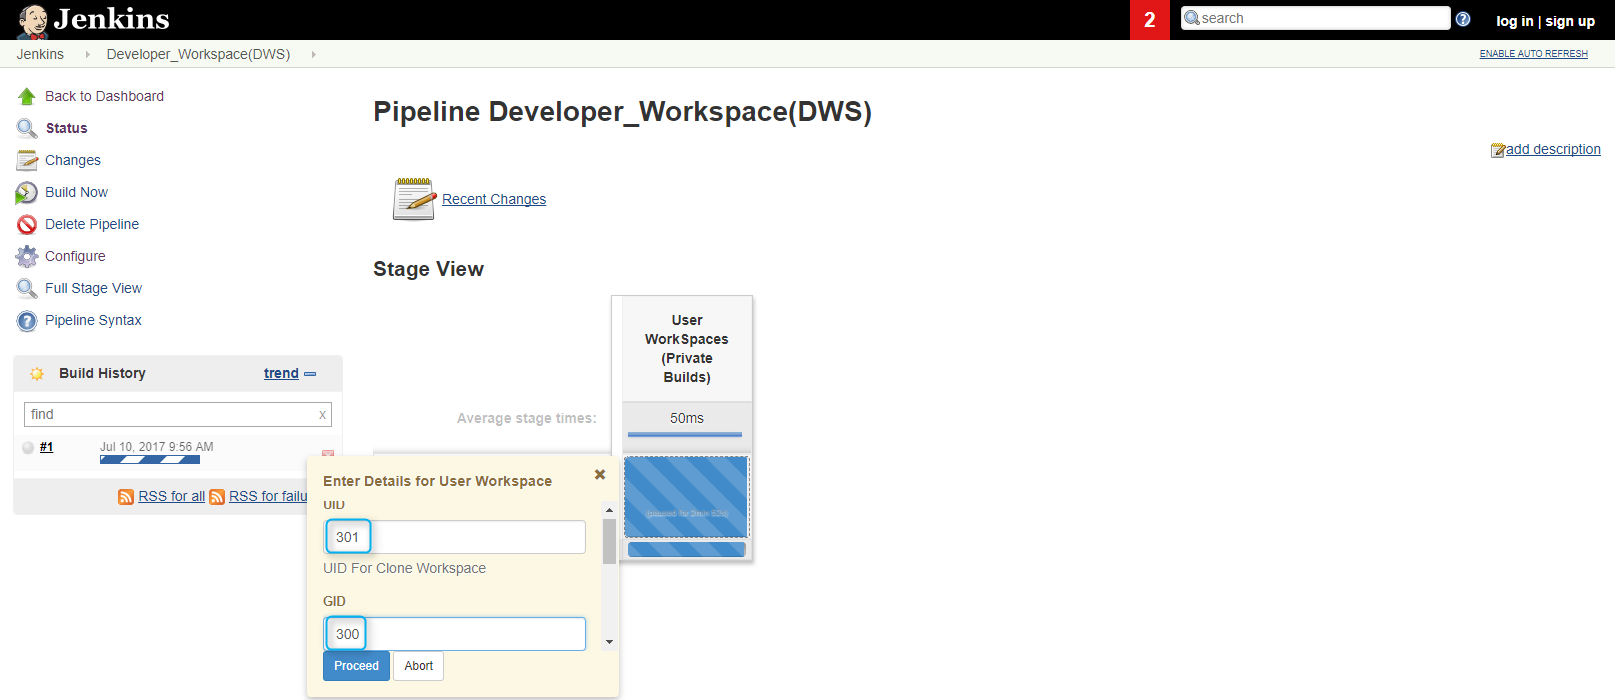 Jenkins
2
search
log in | sign up
Jenkins
Developer_Workspace(DWS)
ENABLE AUTO REFRESH
Back to Dashboard
Status
Changes
Build Now
Delete Pipeline
Configure
Full Stage View
Pipeline Syntax
Build History
trend
find
x
#1
Jul 10, 2017 9:56 AM
RSS for all
RSS for failu
Pipeline Developer_Workspace(DWS)
add description
Recent Changes
Stage View
User
WorkSpaces
(Private
Builds)
Average stage times:
50ms
Enter Details for User Workspace
UID
301
UID For Clone Workspace
GID
300
Proceed
Abort